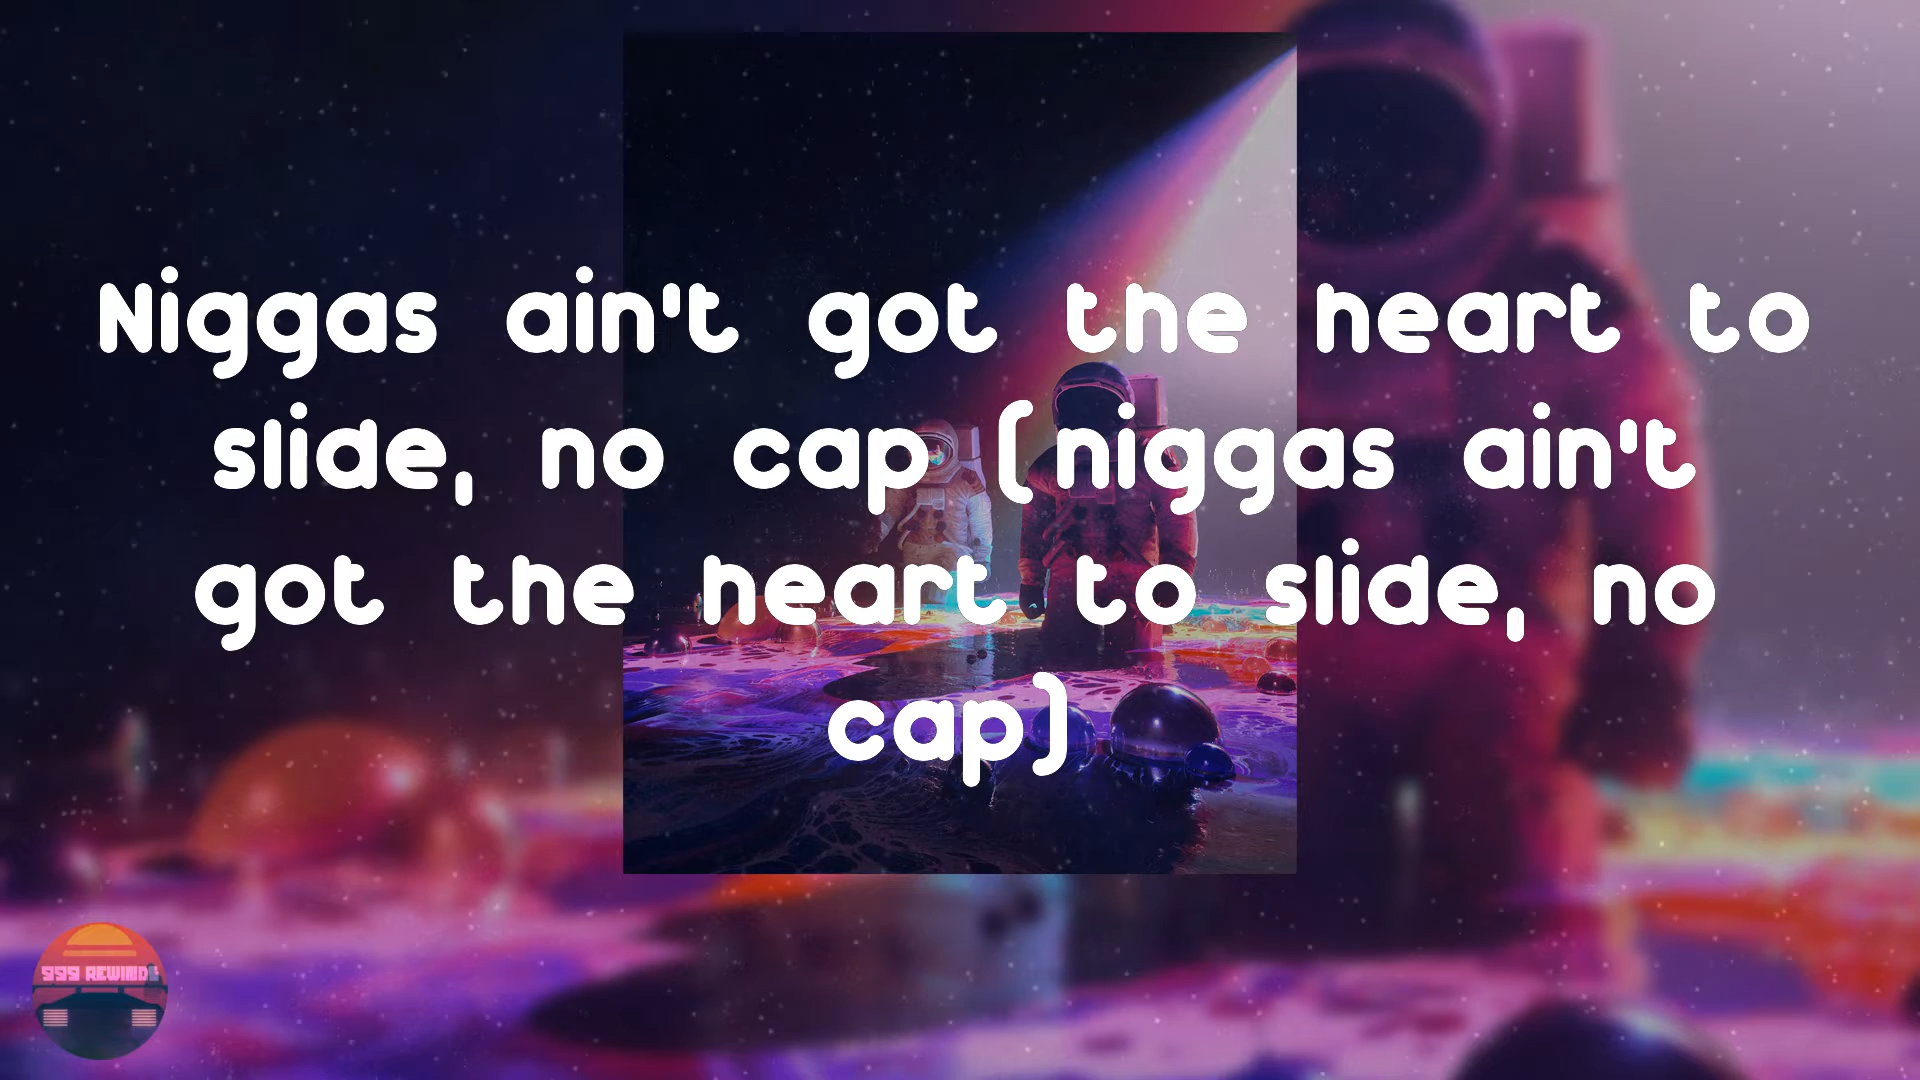 Niggas ain't got the heart to
slide, no cap (niggas ain't
got the heart to slide, no
cap)
999 REWIND